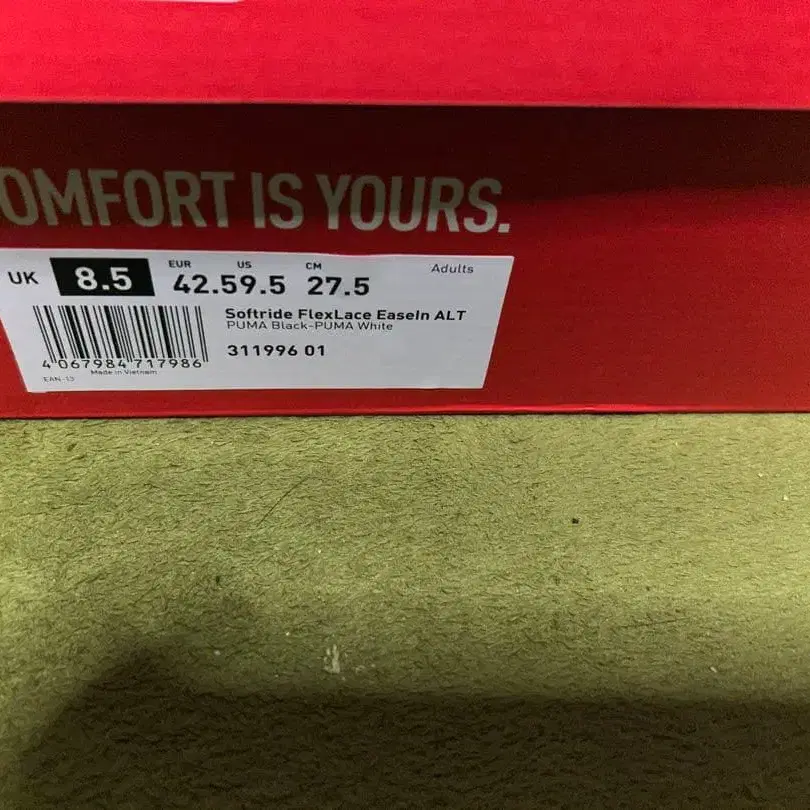 OMFORT IS YOURS.
UK 8.5 EUR 42.5 US 9.5 CM 27.5 Adults
Softride FlexLace EaseIn ALT
PUMA Black-PUMA White
311996 01
4 067984 717986
Made in Vietnam
EAN-13